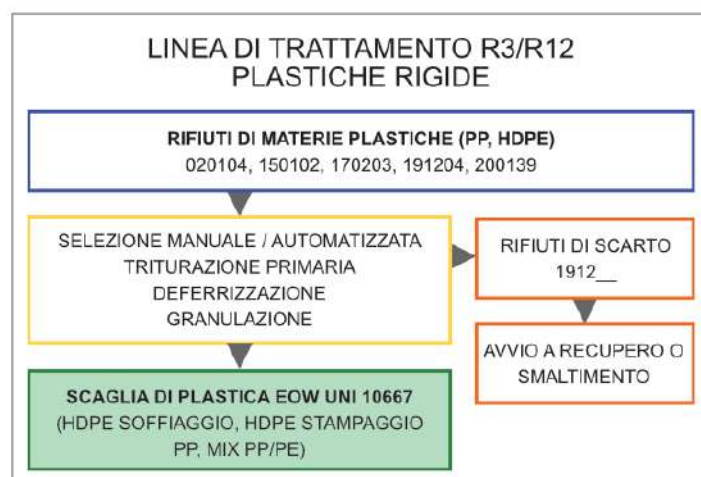 LINEA DI TRATTAMENTO R3/R12
PLASTICHE RIGIDE
RIFIUTI DI MATERIE PLASTICHE (PP, HDPE)
020104, 150102, 170203, 191204, 200139
SELEZIONE MANUALE / AUTOMATIZZATA
TRITURAZIONE PRIMARIA
DEFERRIZZAZIONE
GRANULAZIONE
RIFIUTI DI SCARTO
1912__
AVVIO A RECUPERO O
SMALTIMENTO
SCAGLIA DI PLASTICA EOW UNI 10667
(HDPE SOFFIAGGIO, HDPE STAMPAGGIO
PP, MIX PP/PE)